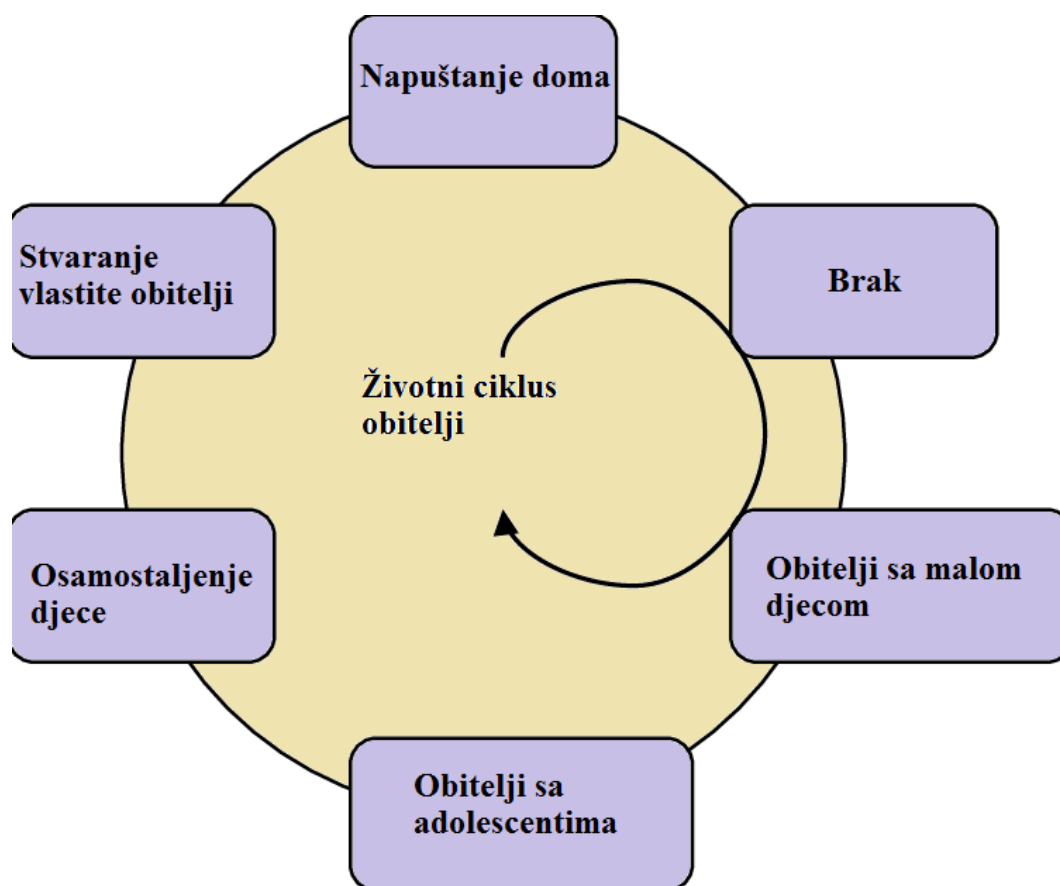 Napuštanje doma
Brak
Obitelji sa malom
djecom
Obitelji sa
adolescentima
Osamostaljenje
djece
Stvaranje
vlastite obitelji
Životni ciklus
obitelji